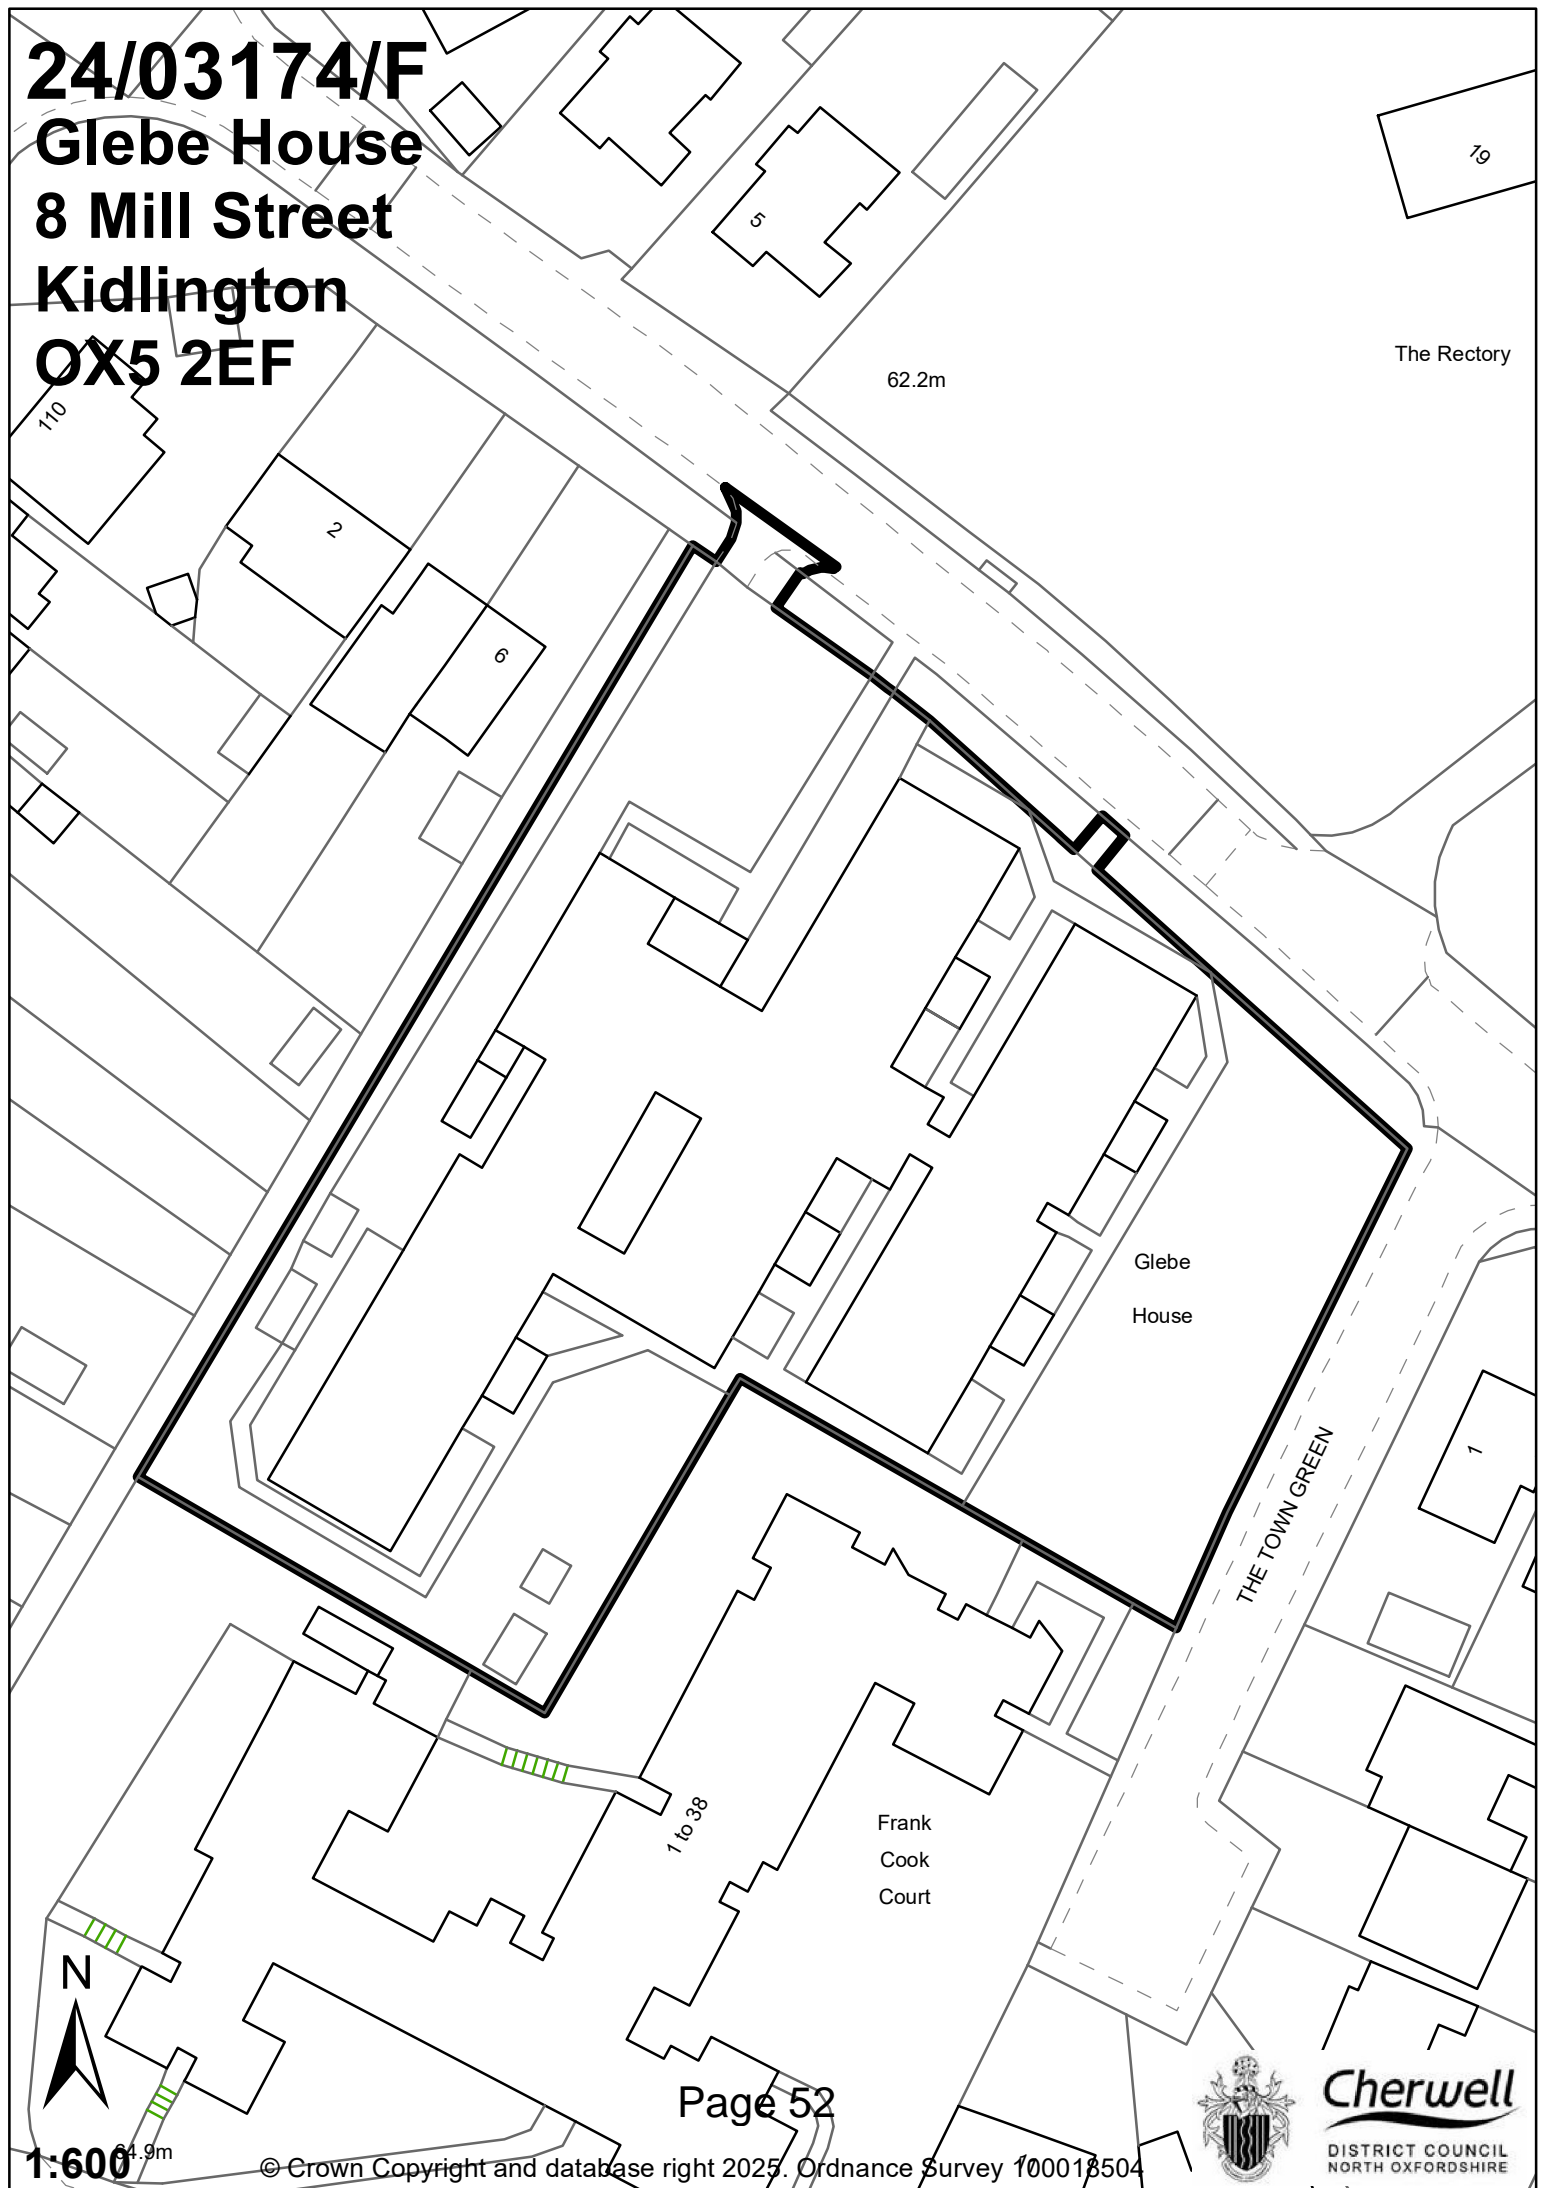 24/03174/F
Glebe House
8 Mill Street
Kidlington
OX5 2EF
19
5
The Rectory
62.2m
110
2
6
Glebe
House
1
THE TOWN GREEN
1 to 38
Frank
Cook
Court
N
Page 52
1:600
64.9m
© Crown Copyright and database right 2025. Ordnance Survey 100018504
Cherwell
DISTRICT COUNCIL
NORTH OXFORDSHIRE